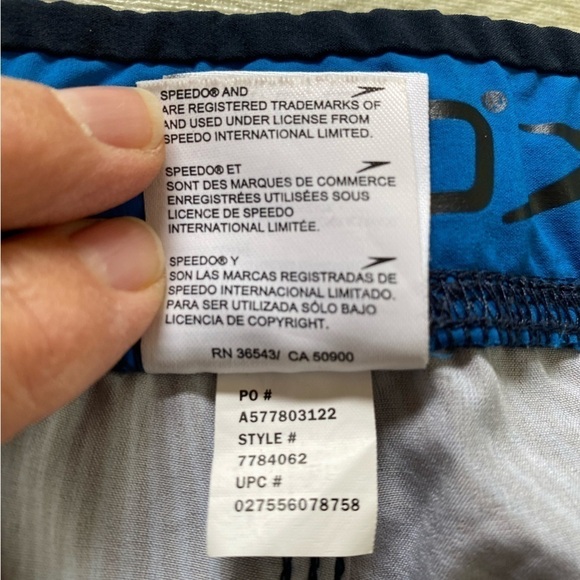 SPEEDO® AND
ARE REGISTERED TRADEMARKS OF
AND USED UNDER LICENSE FROM
SPEEDO INTERNATIONAL LIMITED.
SPEEDO® ET
SONT DES MARQUES DE COMMERCE
ENREGISTRÉES UTILISÉES SOUS
LICENCE DE SPEEDO
INTERNATIONAL LIMITÉE.
SPEEDO® Y
SON LAS MARCAS REGISTRADAS DE
SPEEDO INTERNACIONAL LIMITADO.
PARA SER UTILIZADA SÓLO BAJO
LICENCIA DE COPYRIGHT.
RN 36543/ CA 50900
PO #
A577803122
STYLE #
7784062
UPC #
027556078758